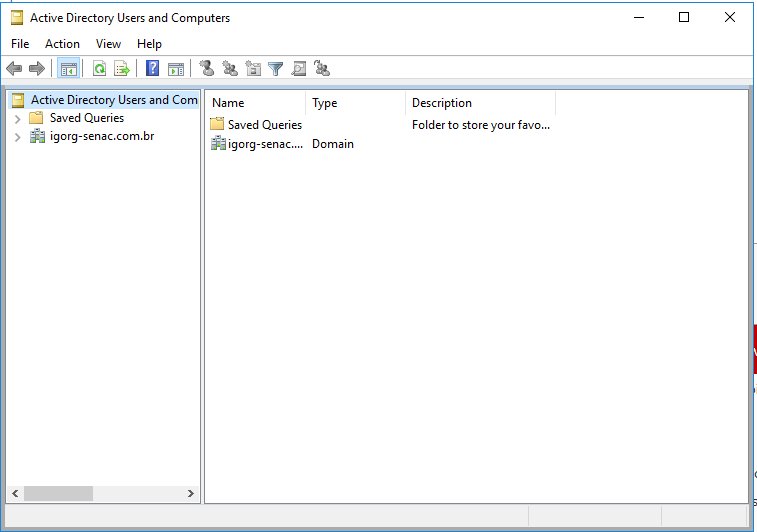 Active Directory Users and Computers
File Action View Help
Active Directory Users and Com
Saved Queries
igorg-senac.com.br
Name Type Description
Saved Queries Folder to store your favo...
igorg-senac.... Domain